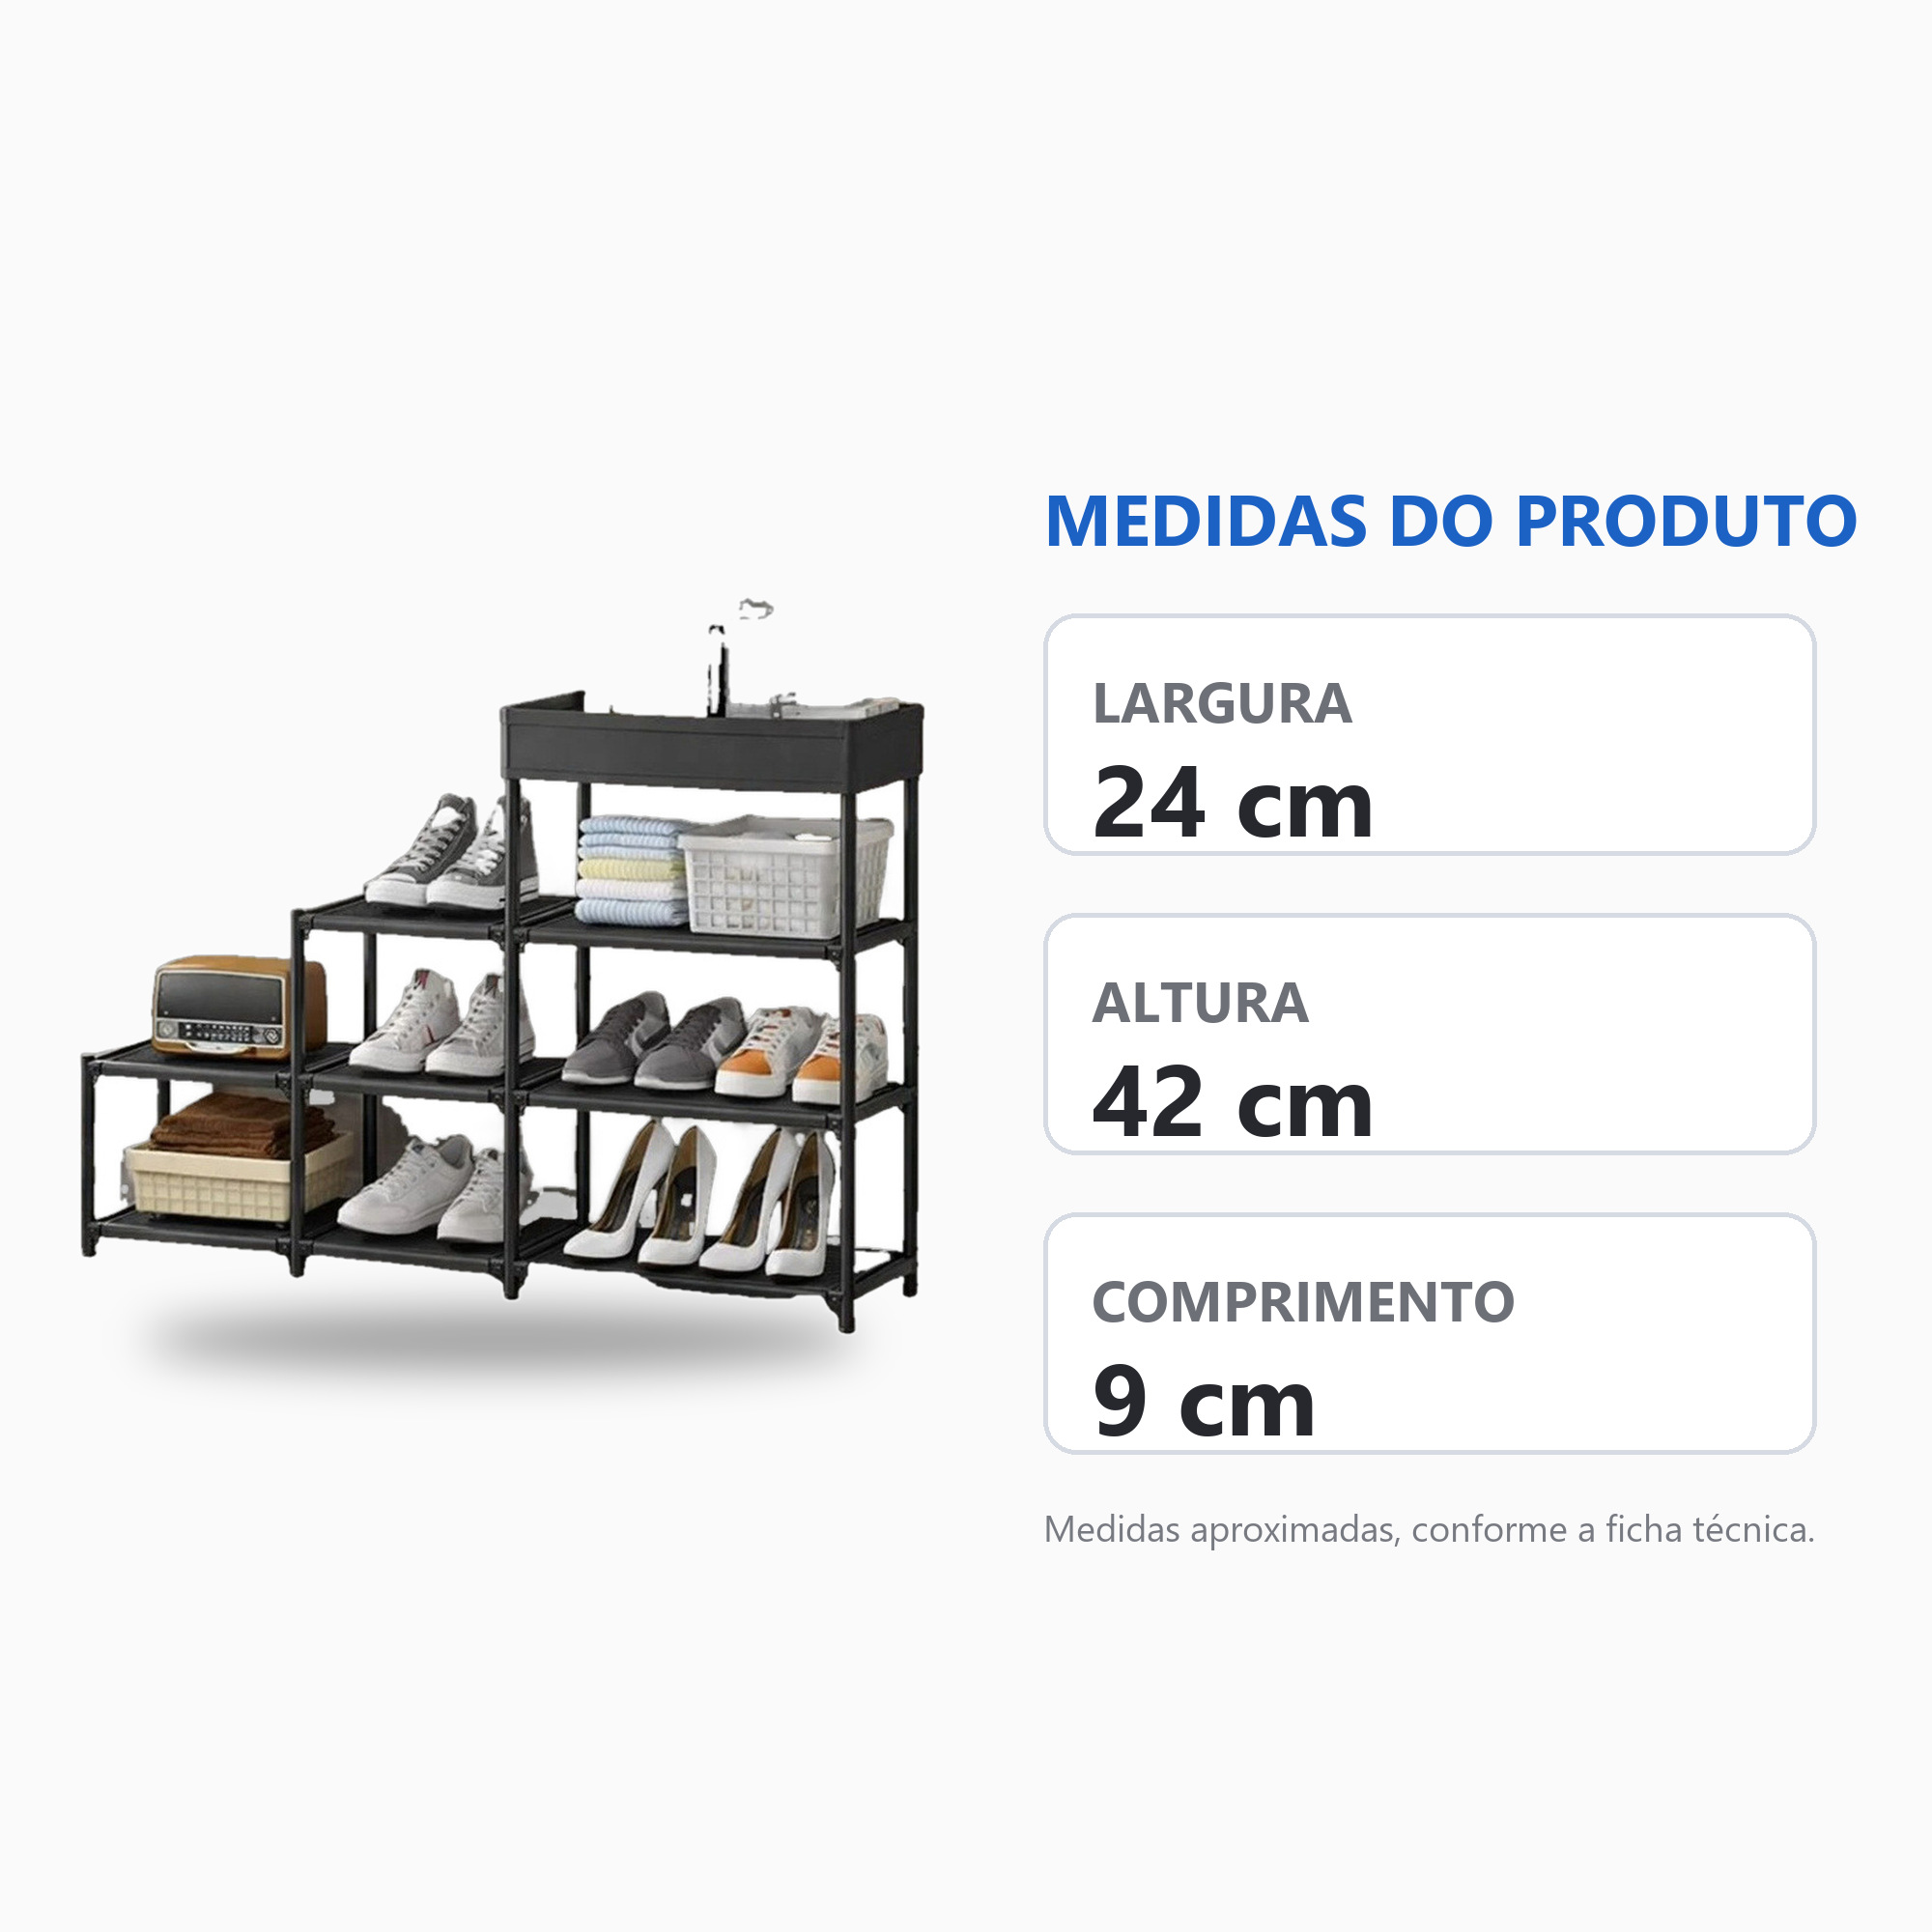 MEDIDAS DO PRODUTO
LARGURA
24 cm
ALTURA
42 cm
COMPRIMENTO
9 cm
Medidas aproximadas, conforme a ficha técnica.